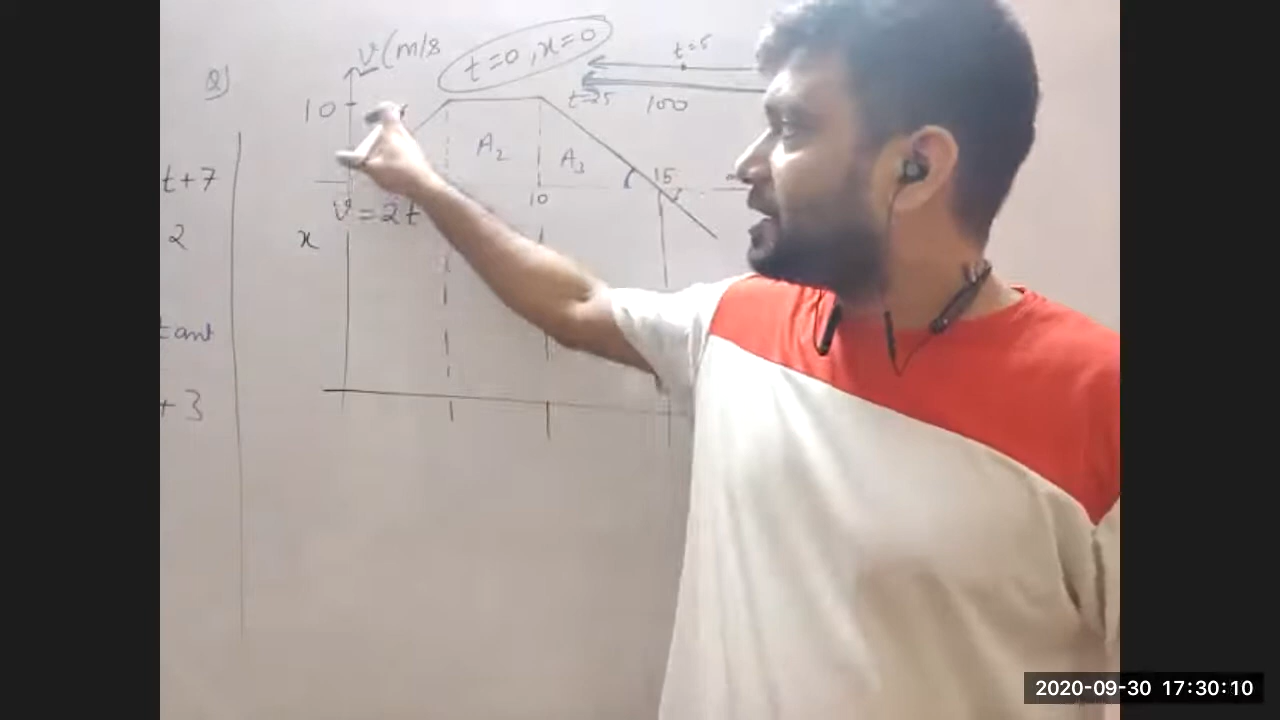 Q)
v(m/s
t=0, x=0
t=5
10
t=25
100
A2
A3
15
t+7
10
v=2t
2
x
tant
+3
2020-09-30 17:30:10